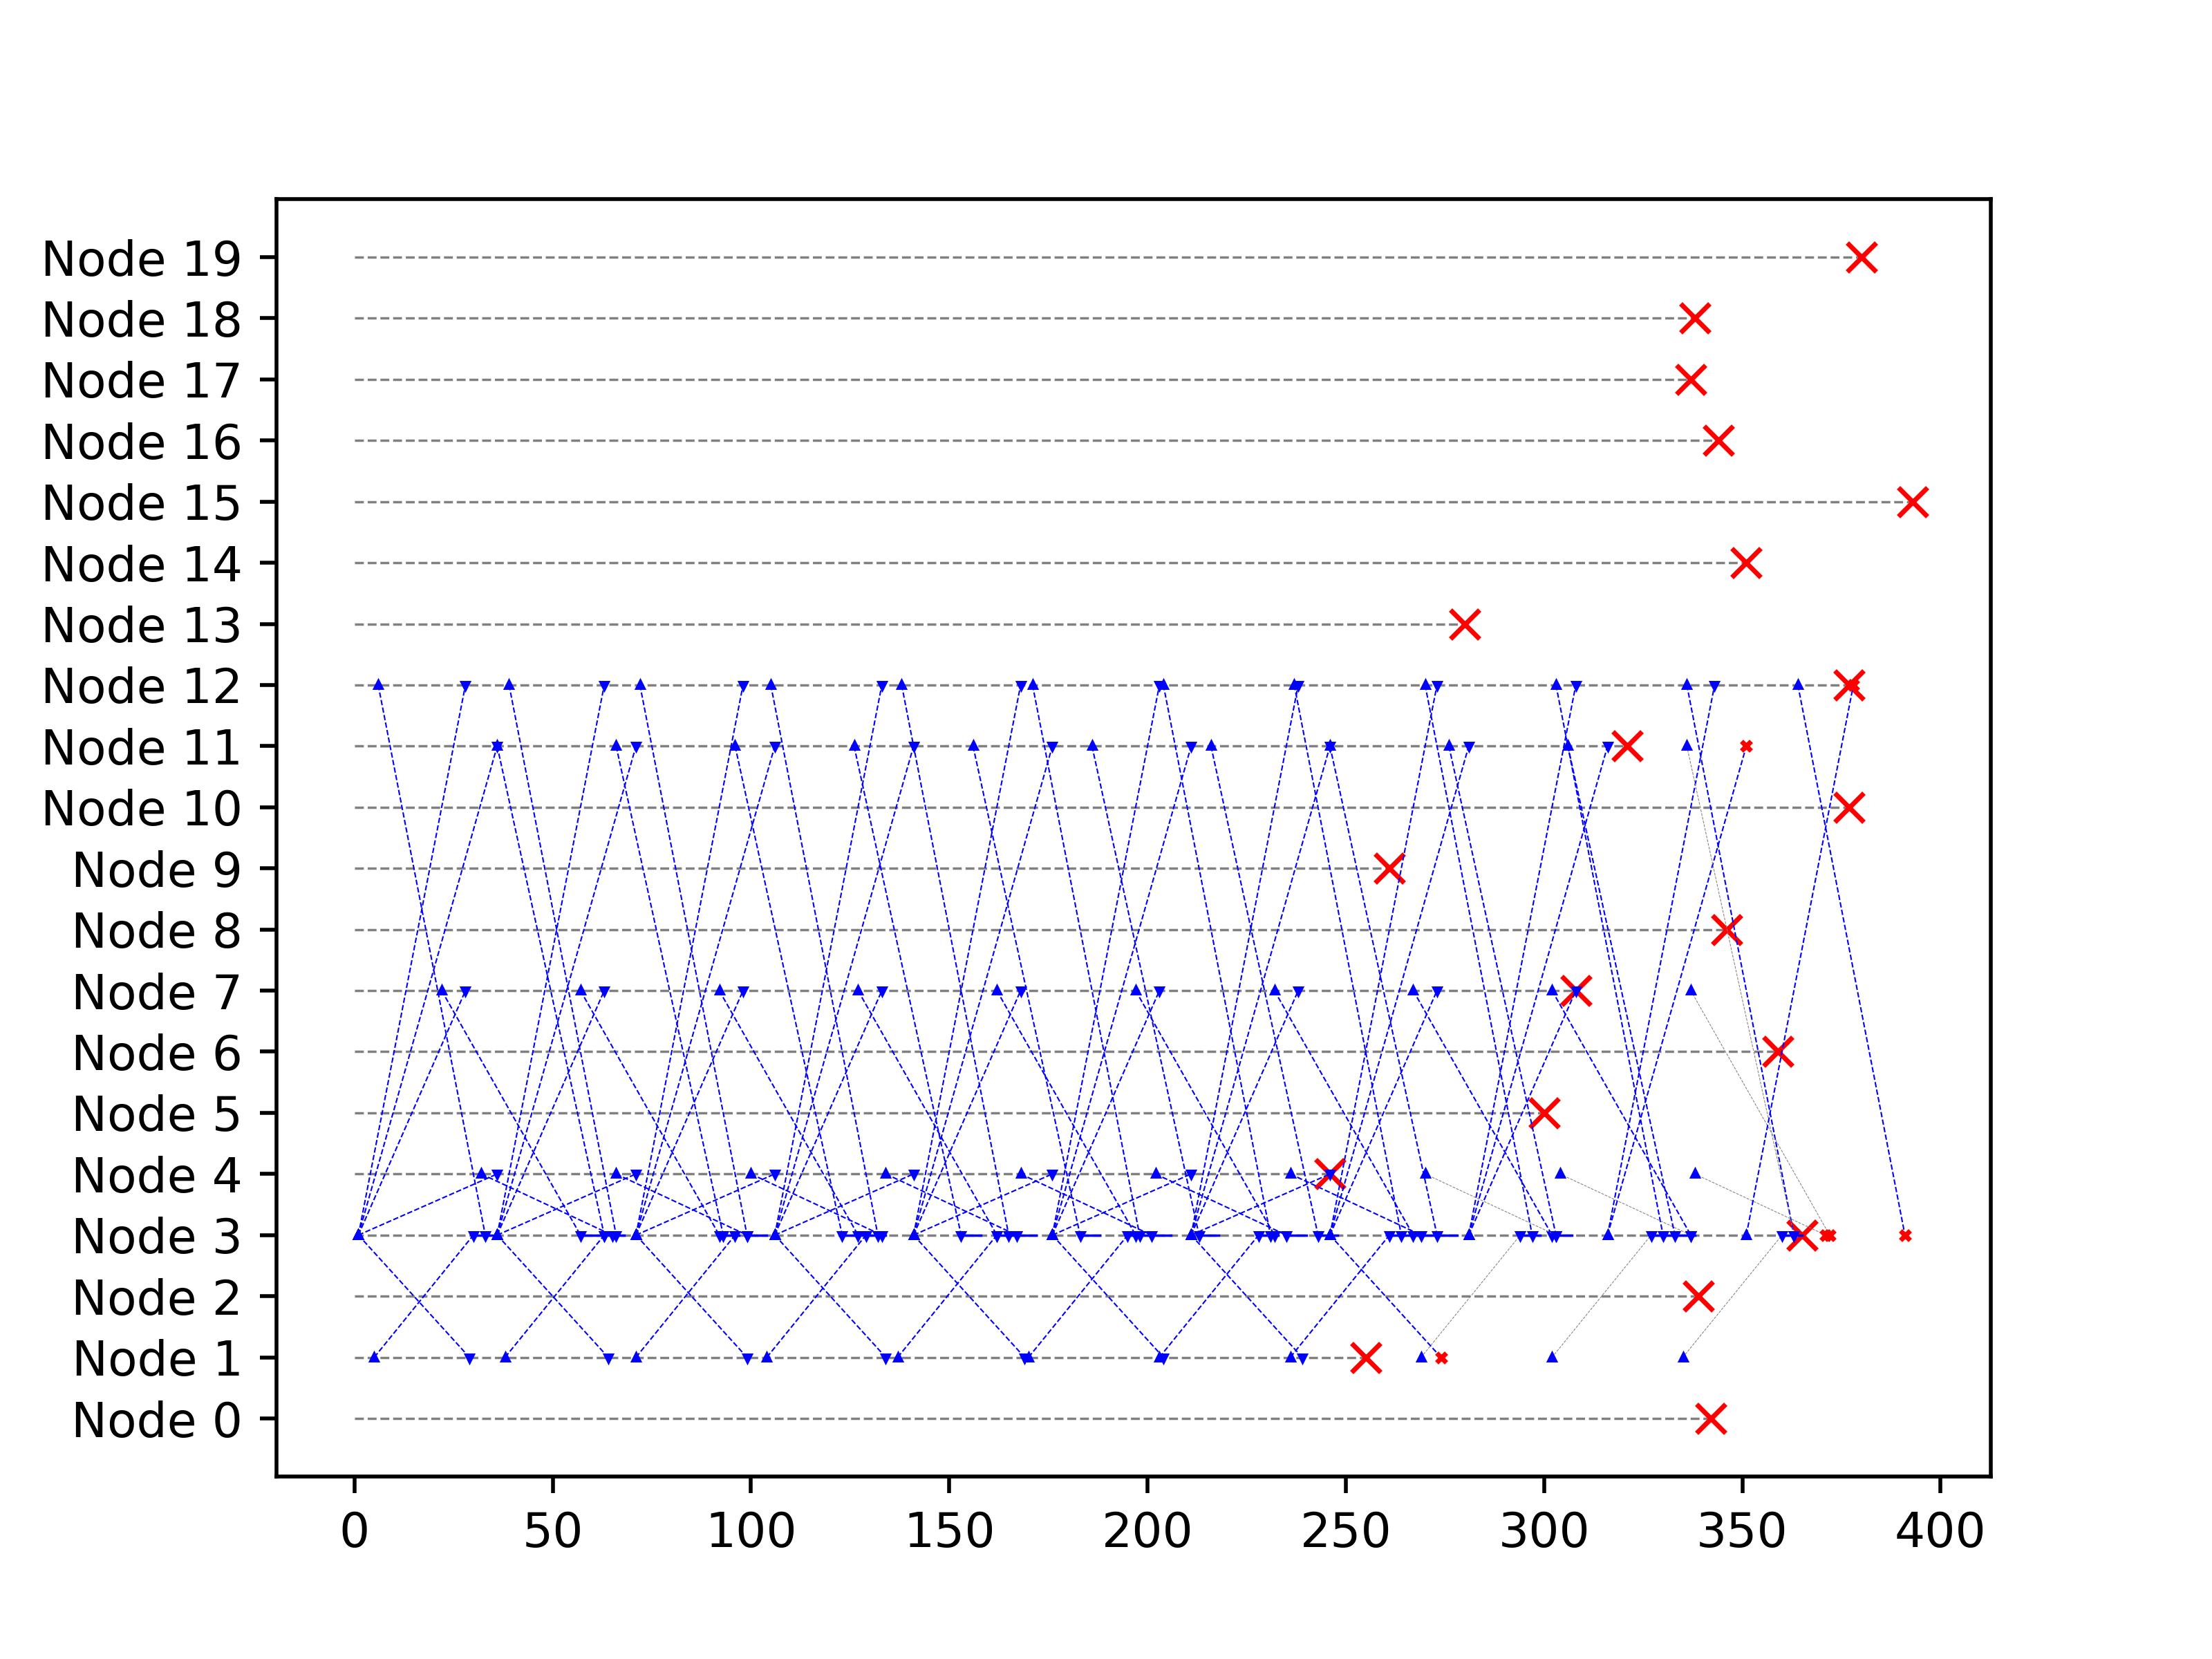 Node 19
Node 18
Node 17
Node 16
Node 15
Node 14
Node 13
Node 12
Node 11
Node 10
Node 9
Node 8
Node 7
Node 6
Node 5
Node 4
Node 3
Node 2
Node 1
Node 0
0 50 100 150 200 250 300 350 400